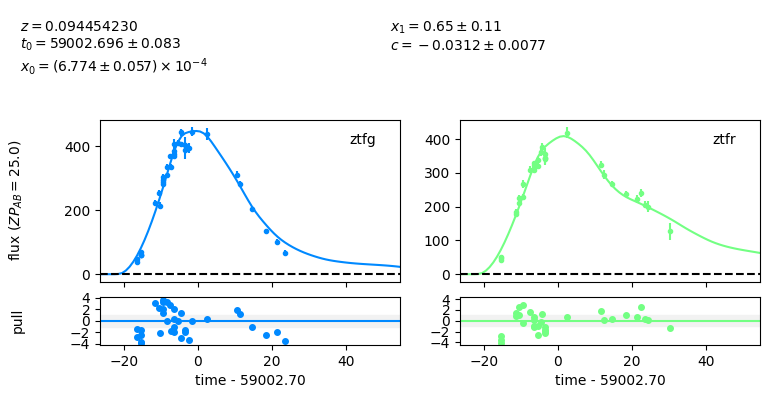 z = 0.094454230
t₀ = 59002.696 ± 0.083
x₀ = (6.774 ± 0.057) × 10⁻⁴
x₁ = 0.65 ± 0.11
c = −0.0312 ± 0.0077
flux (ZP_AB = 25.0)
400
200
0
ztfg
400
300
200
100
0
ztfr
pull
4
2
0
−2
−4
−20
0
20
40
time - 59002.70
4
2
0
−2
−4
−20
0
20
40
time - 59002.70